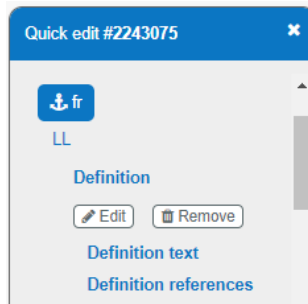 Quick edit #2243075
fr
LL
Definition
Edit Remove
Definition text
Definition references